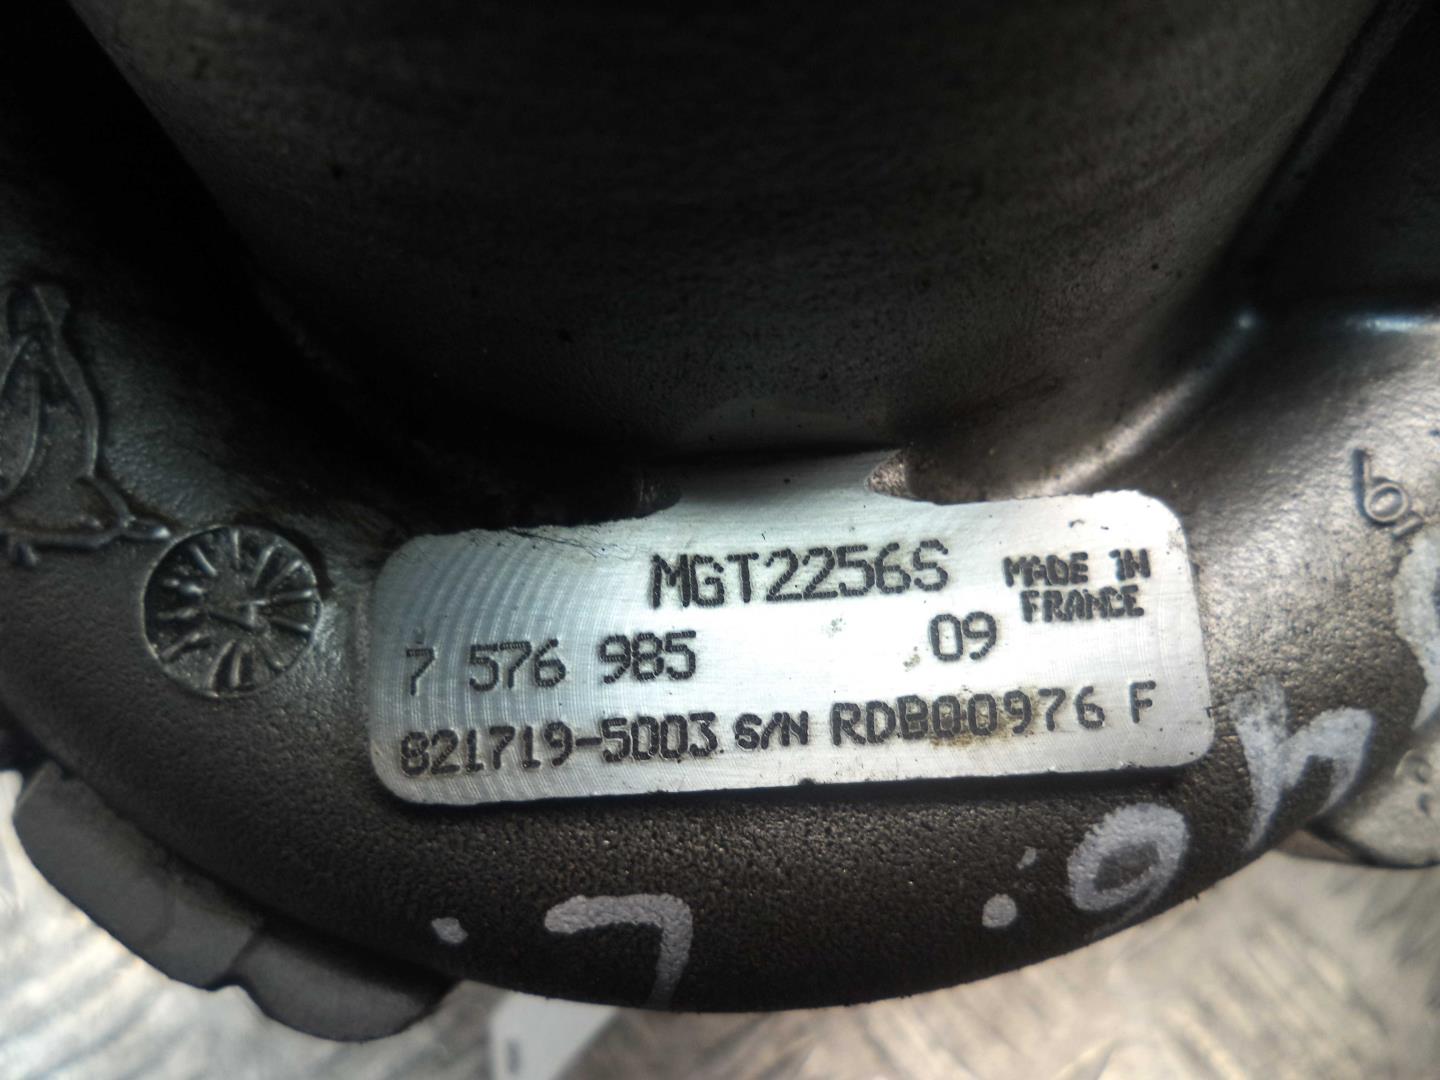 MGT2256S
MADE IN
FRANCE
7 576 985 09
821719-5003 S/N RDB00976 F